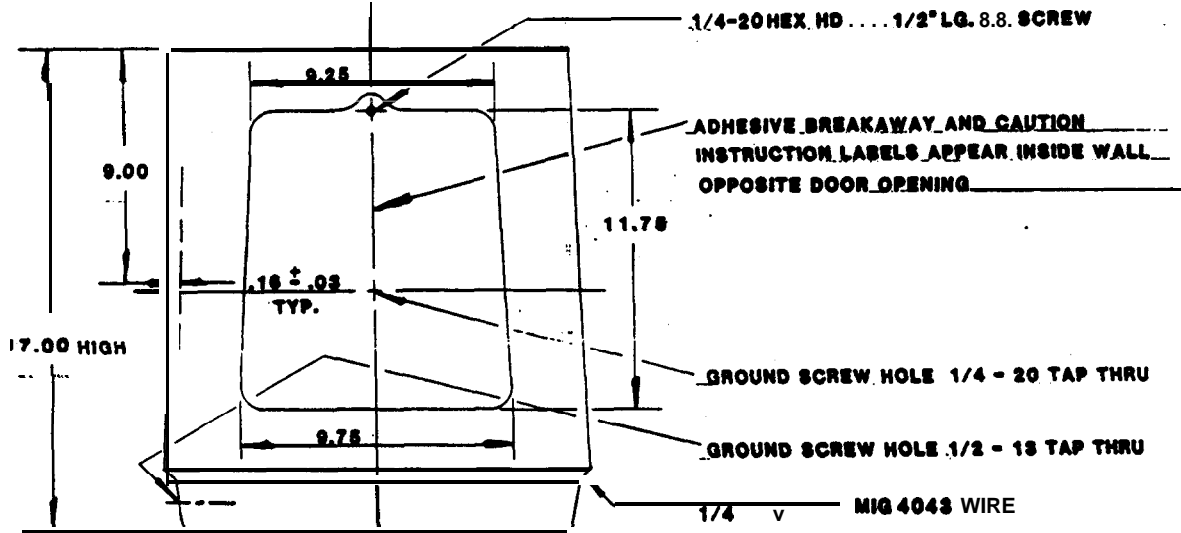 1/4-20 HEX HD .... 1/2" LG. 8.8. SCREW
9.25
ADHESIVE BREAKAWAY AND CAUTION
INSTRUCTION LABELS APPEAR INSIDE WALL
OPPOSITE DOOR OPENING
9.00
11.75
.16 ± .03
TYP.
17.00 HIGH
GROUND SCREW HOLE 1/4 - 20 TAP THRU
9.75
GROUND SCREW HOLE 1/2 - 13 TAP THRU
MIG 4043 WIRE
1/4 V